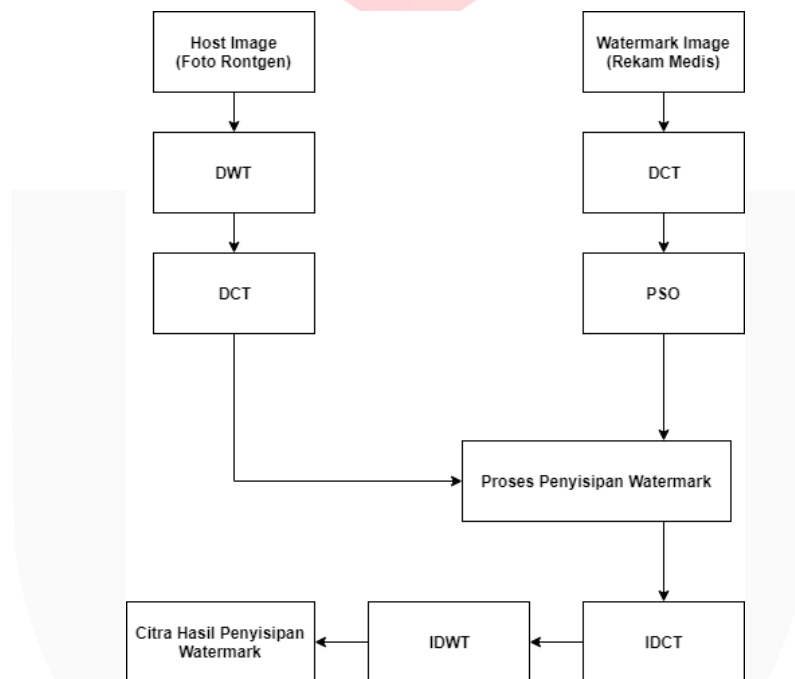 Host Image
(Foto Rontgen)
Watermark Image
(Rekam Medis)
DWT
DCT
DCT
PSO
Proses Penyisipan Watermark
Citra Hasil Penyisipan
Watermark
IDWT
IDCT